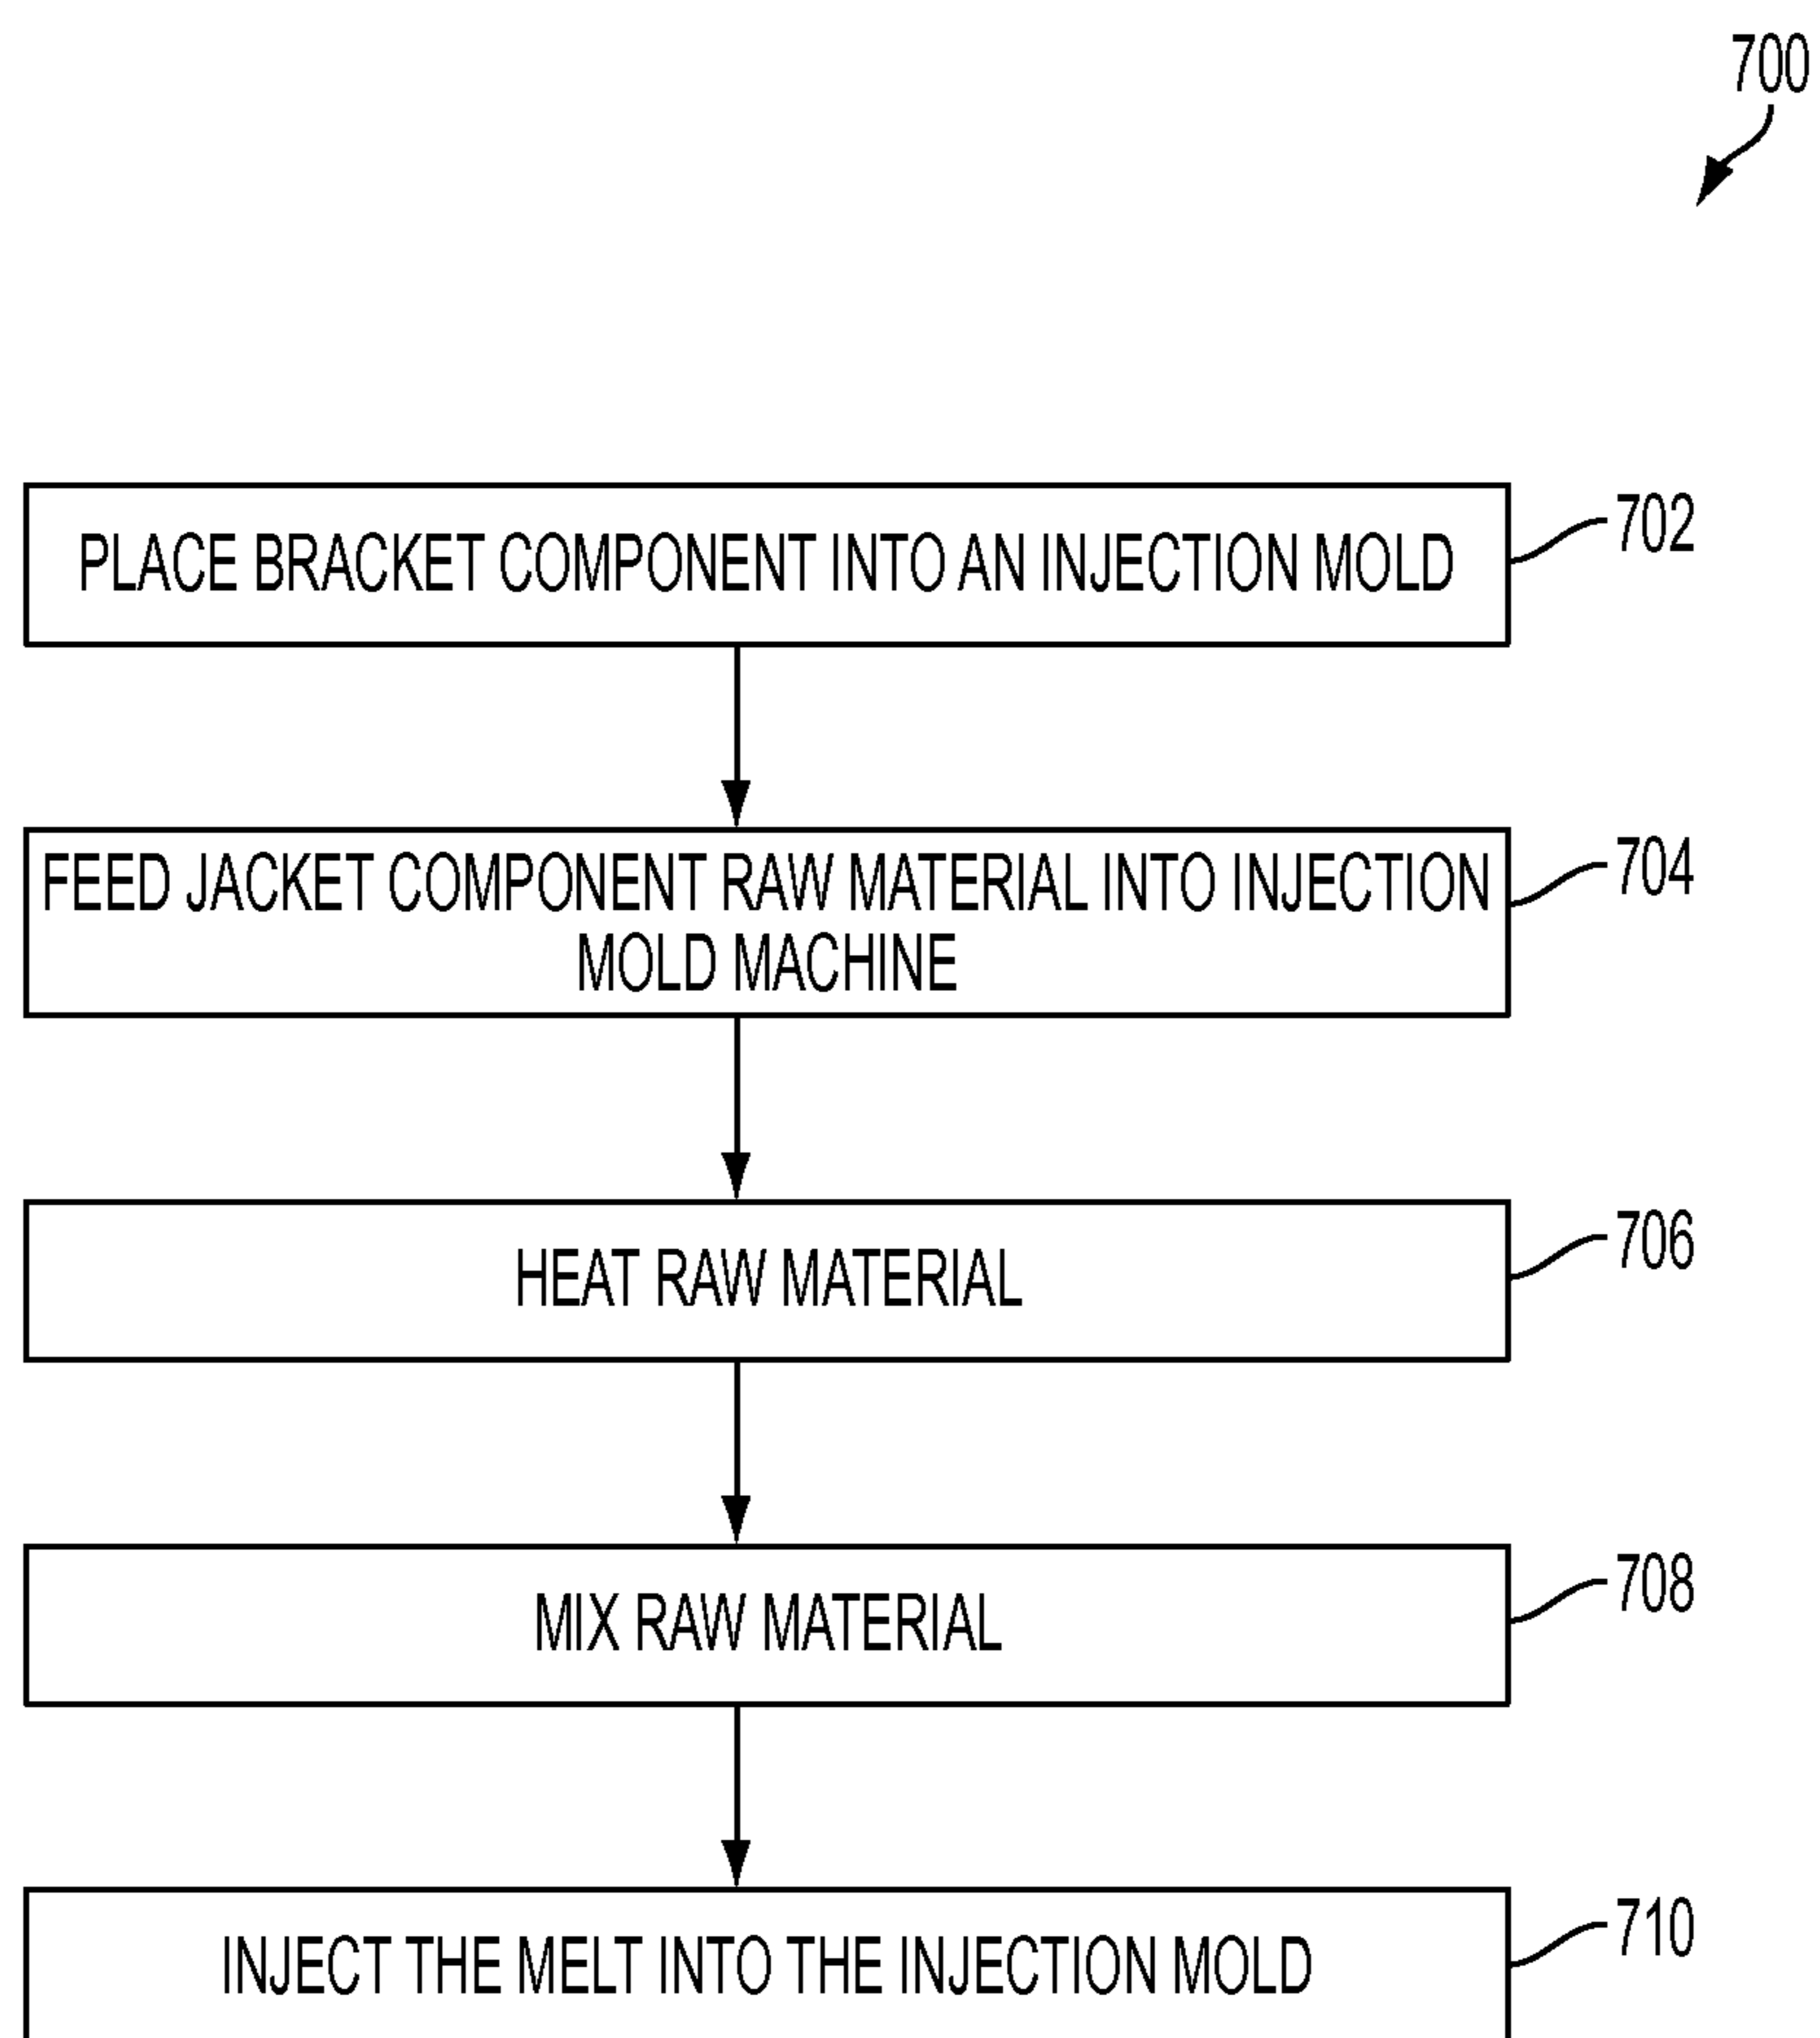 700
PLACE BRACKET COMPONENT INTO AN INJECTION MOLD
702
FEED JACKET COMPONENT RAW MATERIAL INTO INJECTION
MOLD MACHINE
704
HEAT RAW MATERIAL
706
MIX RAW MATERIAL
708
INJECT THE MELT INTO THE INJECTION MOLD
710